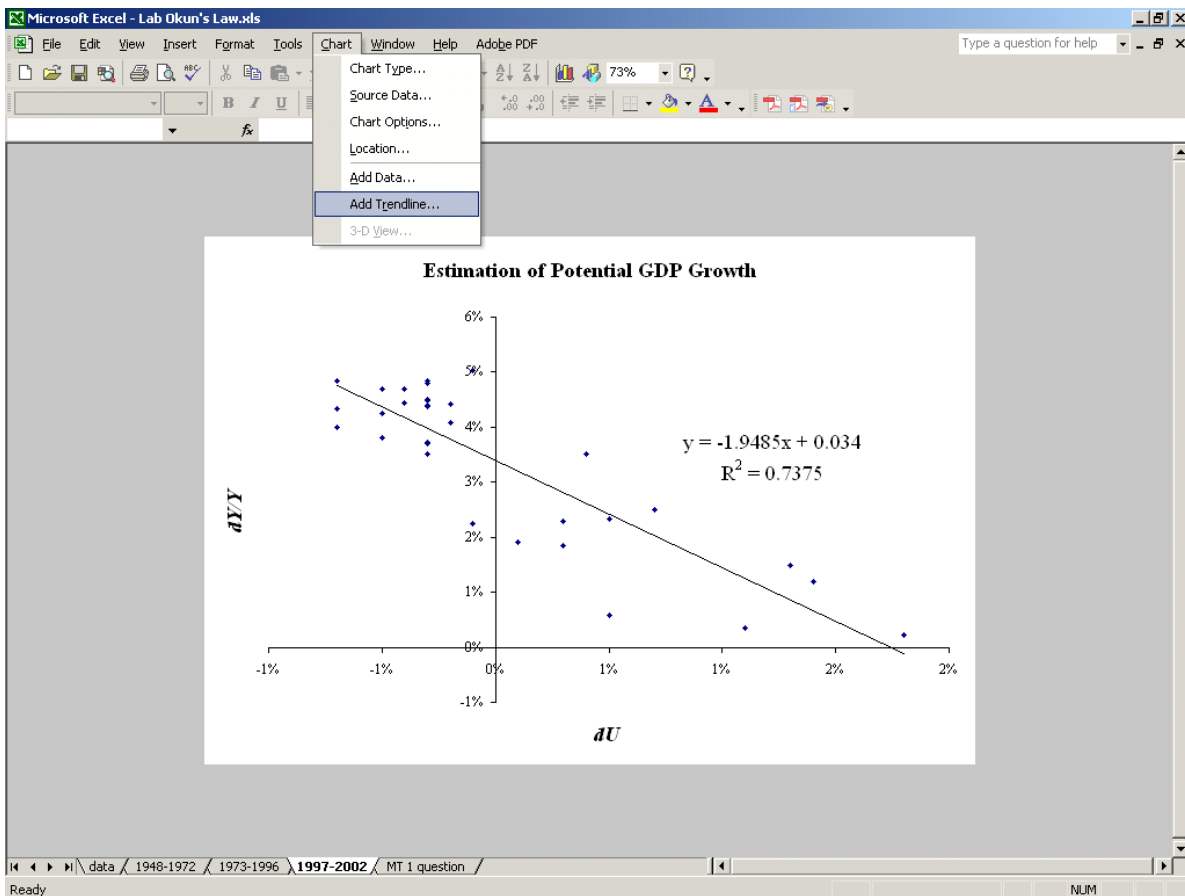 Microsoft Excel - Lab Okun's Law.xls
File Edit View Insert Format Tools Chart Window Help Adobe PDF Type a question for help
73%
B I U
fx
Chart Type...
Source Data...
Chart Options...
Location...
Add Data...
Add Trendline...
3-D View...
Estimation of Potential GDP Growth
6%
5%
4%
3%
2%
1%
0%
-1%
dY/Y
y = -1.9485x + 0.034
R² = 0.7375
-1% -1% 0% 1% 1% 2% 2%
dU
data 1948-1972 1973-1996 1997-2002 MT 1 question
Ready NUM